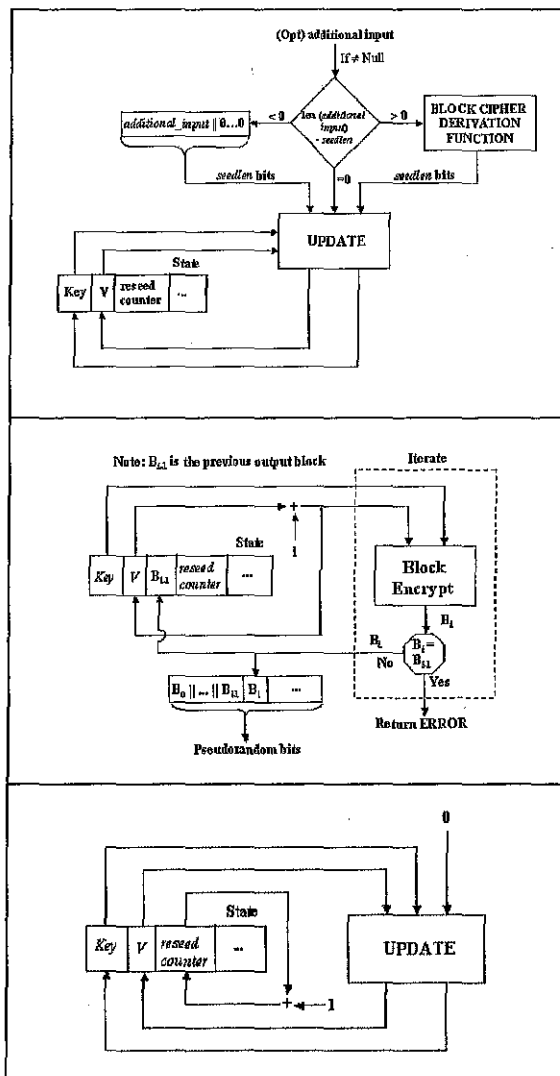 (Opt) additional input
If ≠ Null
len (additional
input)
- seedlen
< 0
> 0
=0
additional_input || 0...0
BLOCK CIPHER
DERIVATION
FUNCTION
seedlen bits
seedlen bits
UPDATE
State
Key
V
reseed
counter
...
Note: Bi-1 is the previous output block
Iterate
+
1
State
Key
V
Bi-1
reseed
counter
...
Block
Encrypt
Bi
Bi
Bi =
Bi-1
No
Yes
B0 || ... || Bi-1
Bi
...
Return ERROR
Pseudorandom bits
0
State
Key
V
reseed
counter
...
UPDATE
+
1